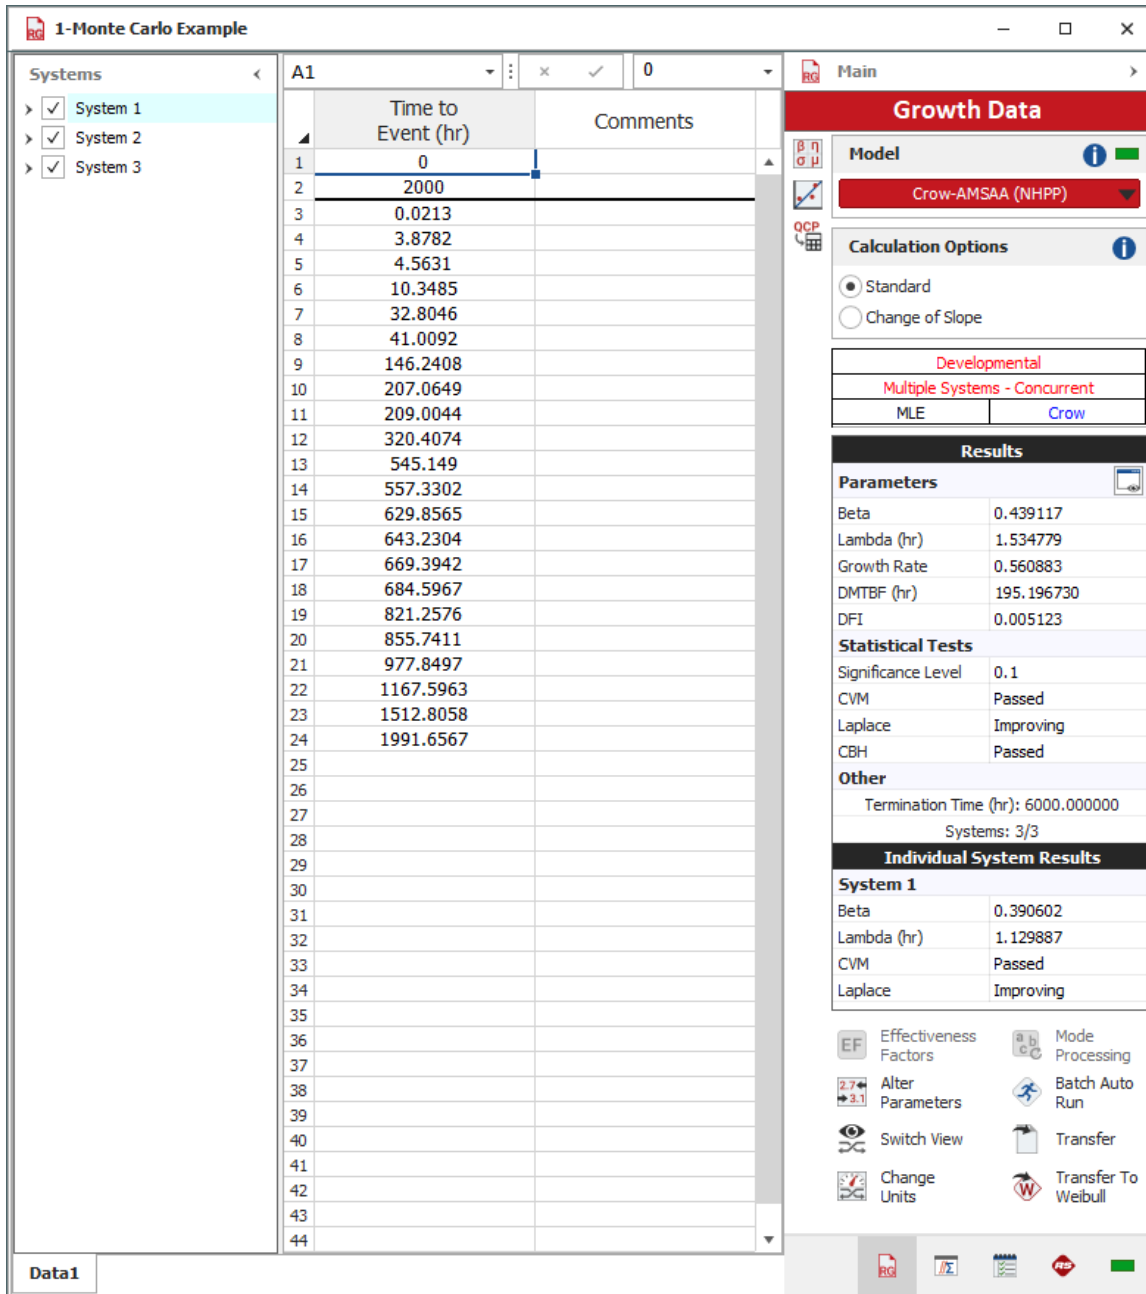 RG 1-Monte Carlo Example
Systems
System 1
System 2
System 3
A1 0
Time to Event (hr) Comments
1 0
2 2000
3 0.0213
4 3.8782
5 4.5631
6 10.3485
7 32.8046
8 41.0092
9 146.2408
10 207.0649
11 209.0044
12 320.4074
13 545.149
14 557.3302
15 629.8565
16 643.2304
17 669.3942
18 684.5967
19 821.2576
20 855.7411
21 977.8497
22 1167.5963
23 1512.8058
24 1991.6567
25
26
27
28
29
30
31
32
33
34
35
36
37
38
39
40
41
42
43
44
Data1
RG Main
Growth Data
β η
σ μ
QCP
Model
Crow-AMSAA (NHPP)
Calculation Options
Standard
Change of Slope
Developmental
Multiple Systems - Concurrent
MLE Crow
Results
Parameters
Beta 0.439117
Lambda (hr) 1.534779
Growth Rate 0.560883
DMTBF (hr) 195.196730
DFI 0.005123
Statistical Tests
Significance Level 0.1
CVM Passed
Laplace Improving
CBH Passed
Other
Termination Time (hr): 6000.000000
Systems: 3/3
Individual System Results
System 1
Beta 0.390602
Lambda (hr) 1.129887
CVM Passed
Laplace Improving
EF Effectiveness Factors
a b c C Mode Processing
2.7 3.1 Alter Parameters
Batch Auto Run
Switch View
Transfer
Change Units
W Transfer To Weibull
RG Σ RS